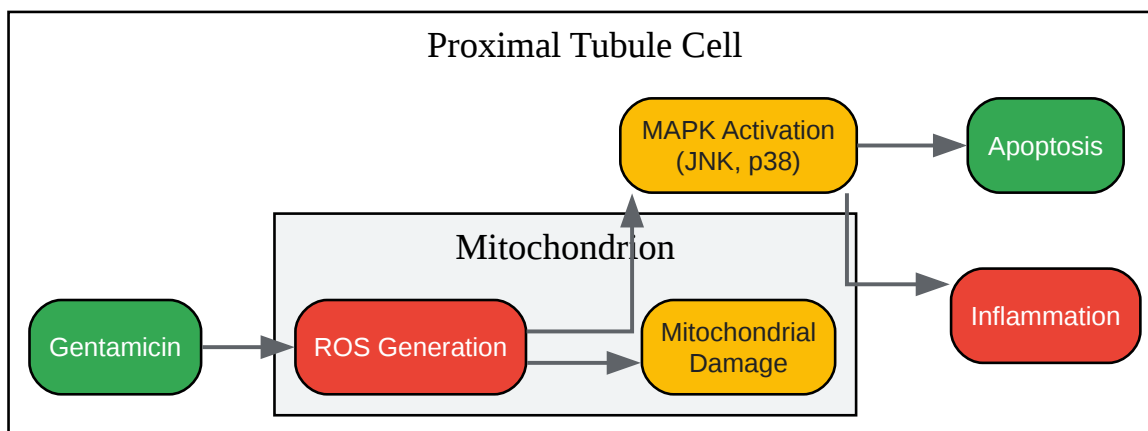 Proximal Tubule Cell
MAPK Activation
(JNK, p38)
Apoptosis
Mitochondrion
Gentamicin
ROS Generation
Mitochondrial
Damage
Inflammation